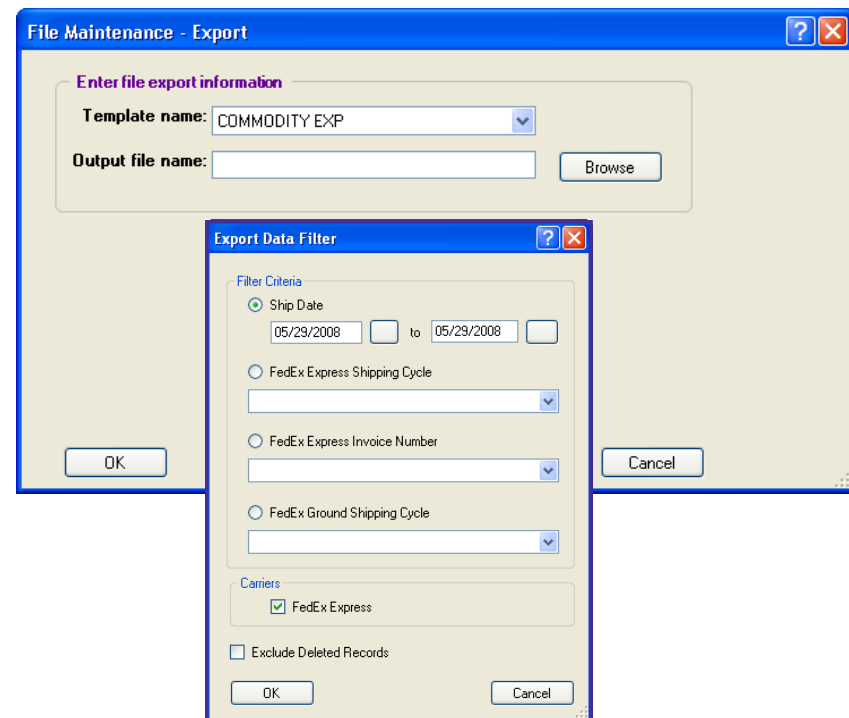 File Maintenance - Export
Enter file export information
Template name: COMMODITY EXP
Output file name: Browse
Export Data Filter
Filter Criteria
Ship Date
05/29/2008 to 05/29/2008
FedEx Express Shipping Cycle
FedEx Express Invoice Number
FedEx Ground Shipping Cycle
Carriers
FedEx Express
Exclude Deleted Records
OK Cancel
OK Cancel